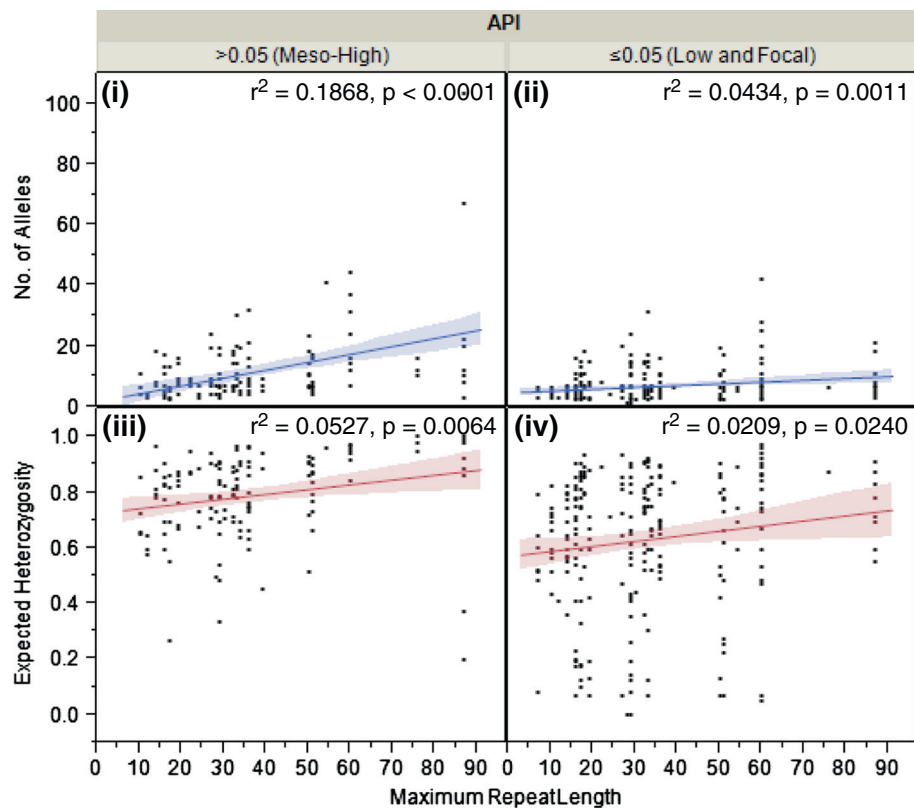 API
>0.05 (Meso-High)
≤0.05 (Low and Focal)
(i)
r² = 0.1868, p < 0.0001
(ii)
r² = 0.0434, p = 0.0011
100
80
60
40
20
0
No. of Alleles
(iii)
r² = 0.0527, p = 0.0064
(iv)
r² = 0.0209, p = 0.0240
1.0
0.8
0.6
0.4
0.2
0.0
Expected Heterozygosity
0 10 20 30 40 50 60 70 80 90
0 10 20 30 40 50 60 70 80 90
Maximum RepeatLength